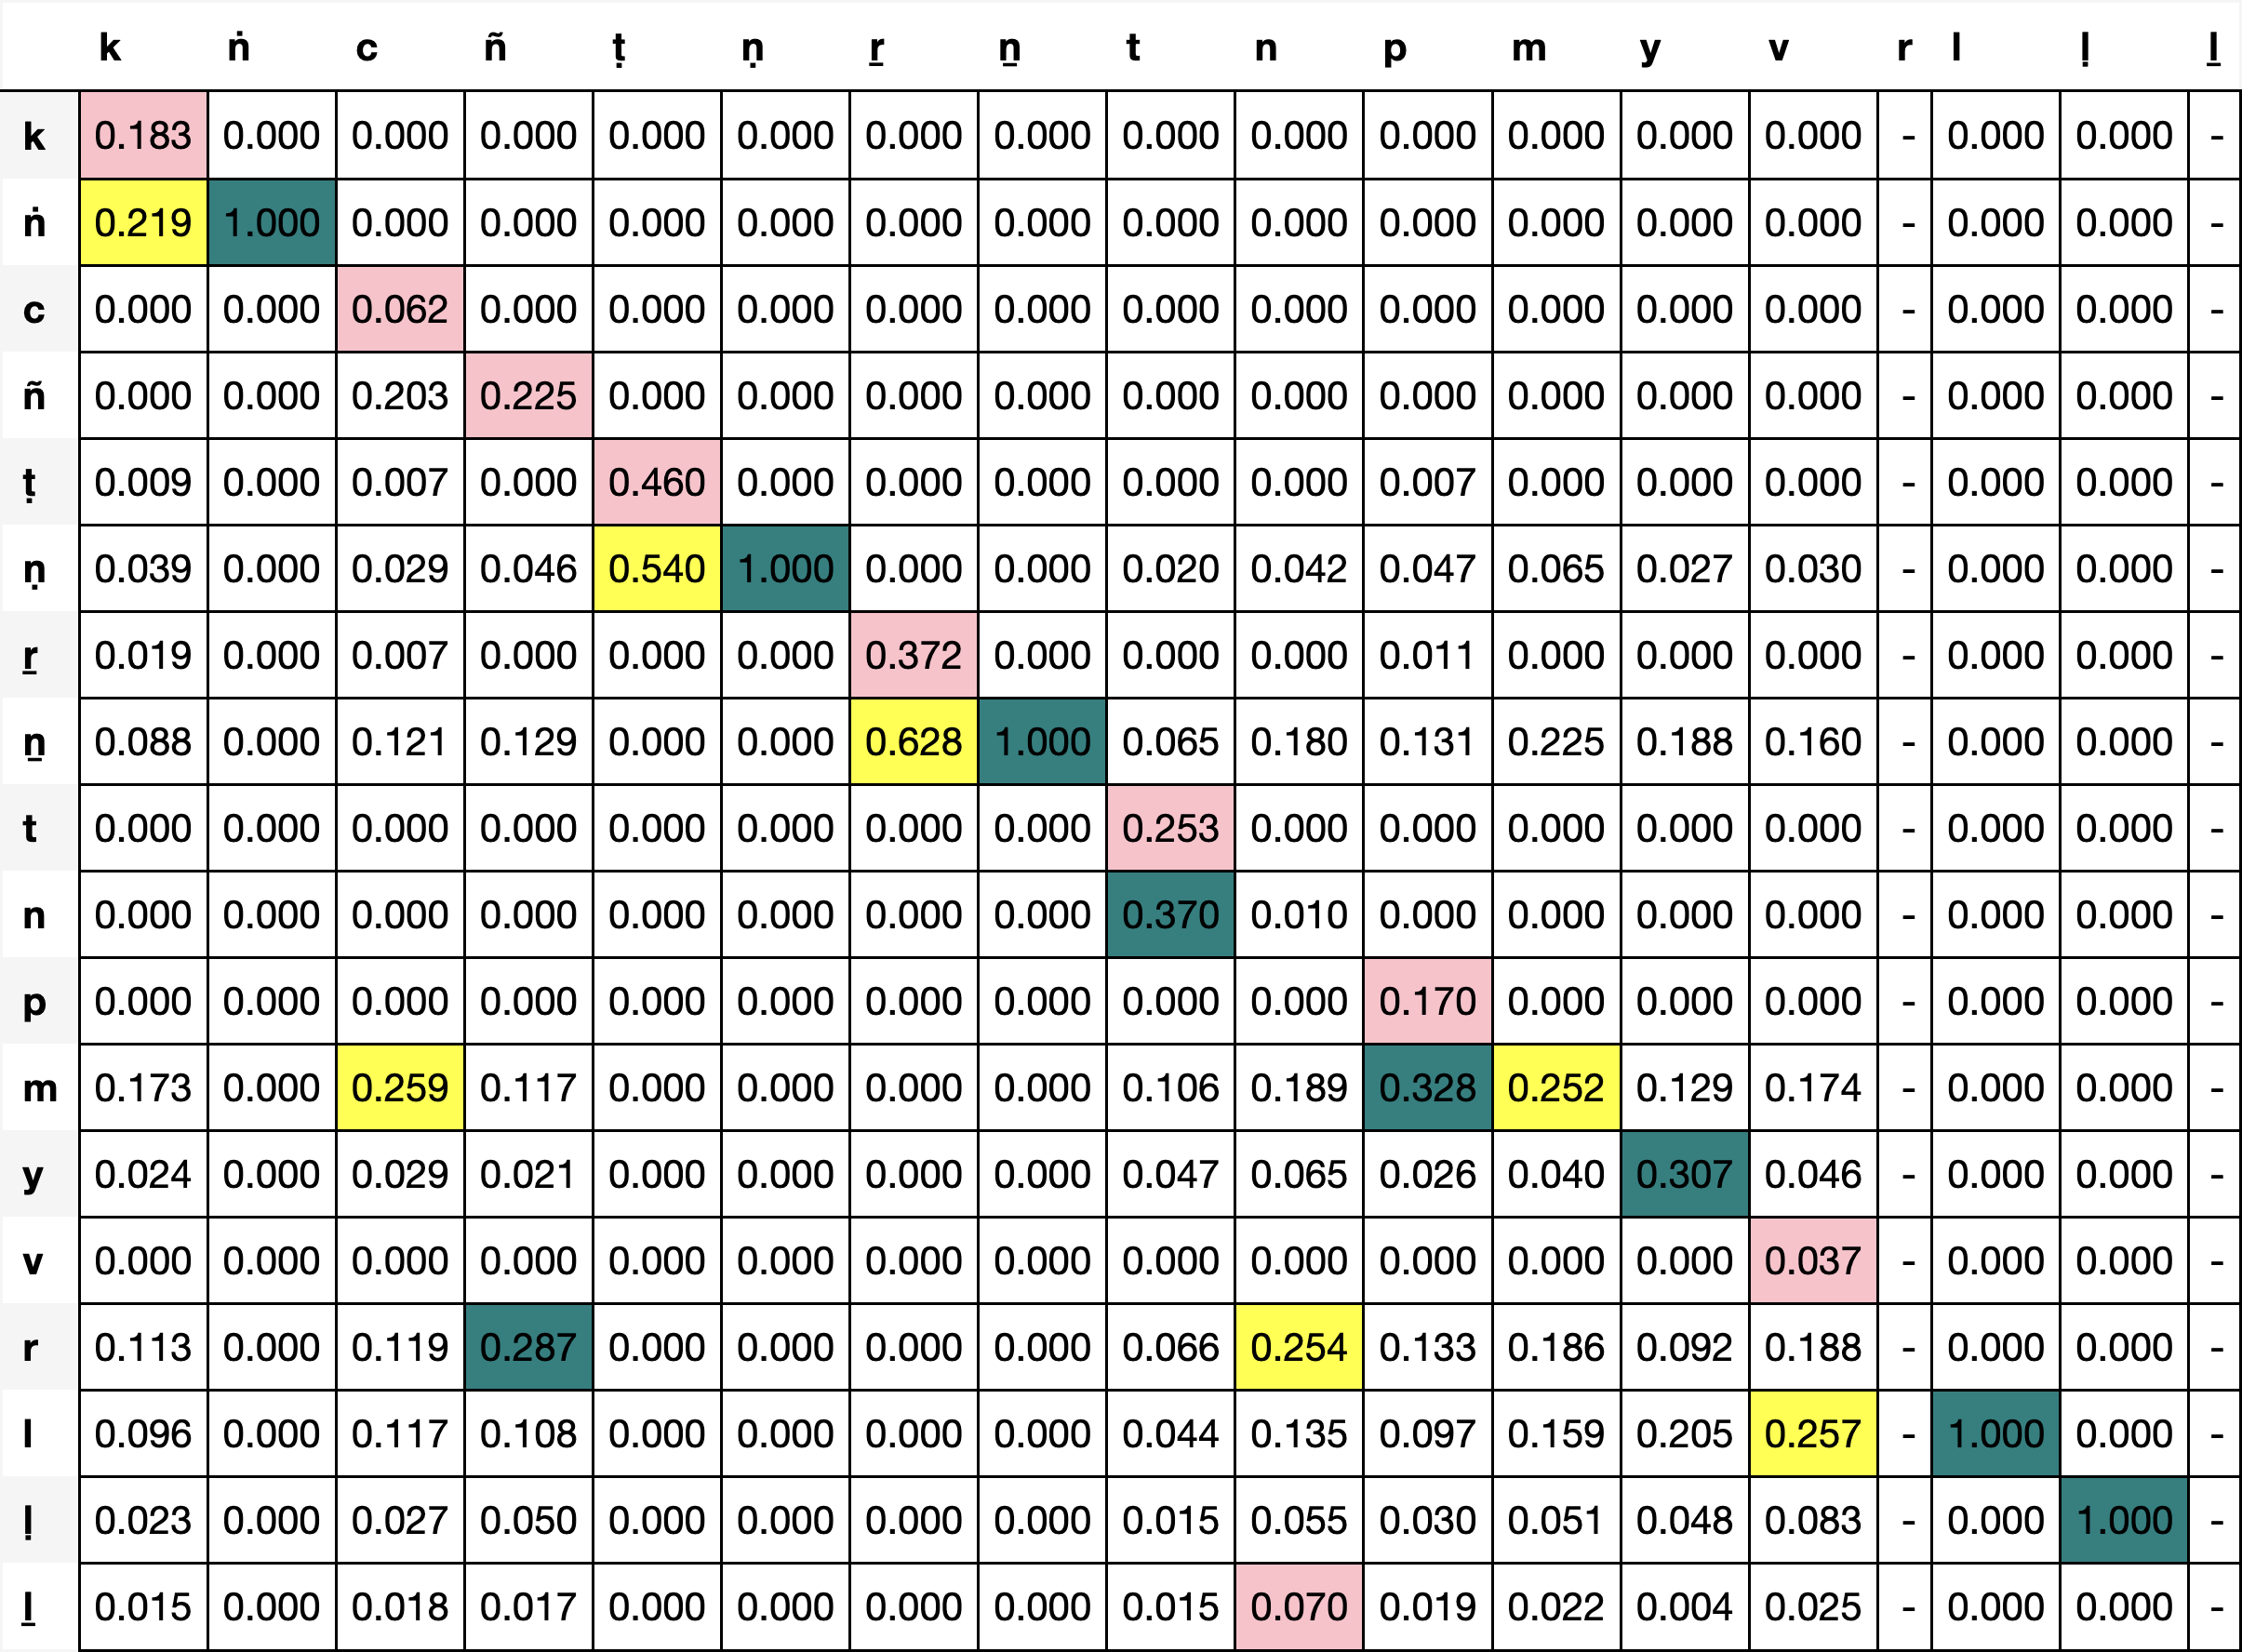 k ṅ c ñ ṭ ṇ ṟ ṉ t n p m y v r l ḷ ḻ
k 0.183 0.000 0.000 0.000 0.000 0.000 0.000 0.000 0.000 0.000 0.000 0.000 0.000 0.000 - 0.000 0.000 -
ṅ 0.219 1.000 0.000 0.000 0.000 0.000 0.000 0.000 0.000 0.000 0.000 0.000 0.000 0.000 - 0.000 0.000 -
c 0.000 0.000 0.062 0.000 0.000 0.000 0.000 0.000 0.000 0.000 0.000 0.000 0.000 0.000 - 0.000 0.000 -
ñ 0.000 0.000 0.203 0.225 0.000 0.000 0.000 0.000 0.000 0.000 0.000 0.000 0.000 0.000 - 0.000 0.000 -
ṭ 0.009 0.000 0.007 0.000 0.460 0.000 0.000 0.000 0.000 0.000 0.007 0.000 0.000 0.000 - 0.000 0.000 -
ṇ 0.039 0.000 0.029 0.046 0.540 1.000 0.000 0.000 0.020 0.042 0.047 0.065 0.027 0.030 - 0.000 0.000 -
ṟ 0.019 0.000 0.007 0.000 0.000 0.000 0.372 0.000 0.000 0.000 0.011 0.000 0.000 0.000 - 0.000 0.000 -
ṉ 0.088 0.000 0.121 0.129 0.000 0.000 0.628 1.000 0.065 0.180 0.131 0.225 0.188 0.160 - 0.000 0.000 -
t 0.000 0.000 0.000 0.000 0.000 0.000 0.000 0.000 0.253 0.000 0.000 0.000 0.000 0.000 - 0.000 0.000 -
n 0.000 0.000 0.000 0.000 0.000 0.000 0.000 0.000 0.370 0.010 0.000 0.000 0.000 0.000 - 0.000 0.000 -
p 0.000 0.000 0.000 0.000 0.000 0.000 0.000 0.000 0.000 0.000 0.170 0.000 0.000 0.000 - 0.000 0.000 -
m 0.173 0.000 0.259 0.117 0.000 0.000 0.000 0.000 0.106 0.189 0.328 0.252 0.129 0.174 - 0.000 0.000 -
y 0.024 0.000 0.029 0.021 0.000 0.000 0.000 0.000 0.047 0.065 0.026 0.040 0.307 0.046 - 0.000 0.000 -
v 0.000 0.000 0.000 0.000 0.000 0.000 0.000 0.000 0.000 0.000 0.000 0.000 0.000 0.037 - 0.000 0.000 -
r 0.113 0.000 0.119 0.287 0.000 0.000 0.000 0.000 0.066 0.254 0.133 0.186 0.092 0.188 - 0.000 0.000 -
l 0.096 0.000 0.117 0.108 0.000 0.000 0.000 0.000 0.044 0.135 0.097 0.159 0.205 0.257 - 1.000 0.000 -
ḷ 0.023 0.000 0.027 0.050 0.000 0.000 0.000 0.000 0.015 0.055 0.030 0.051 0.048 0.083 - 0.000 1.000 -
ḻ 0.015 0.000 0.018 0.017 0.000 0.000 0.000 0.000 0.015 0.070 0.019 0.022 0.004 0.025 - 0.000 0.000 -